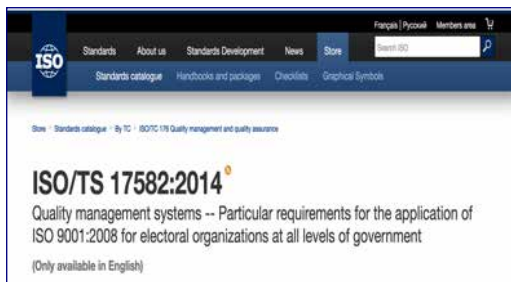 Français | Русский Members area
ISO
Standards About us Standards Development News Store Search ISO
Standards catalogue Handbooks and packages Checklists Graphical Symbols
Store Standards catalogue By TC ISO/TC 176 Quality management and quality assurance
ISO/TS 17582:2014
Quality management systems -- Particular requirements for the application of
ISO 9001:2008 for electoral organizations at all levels of government
(Only available in English)